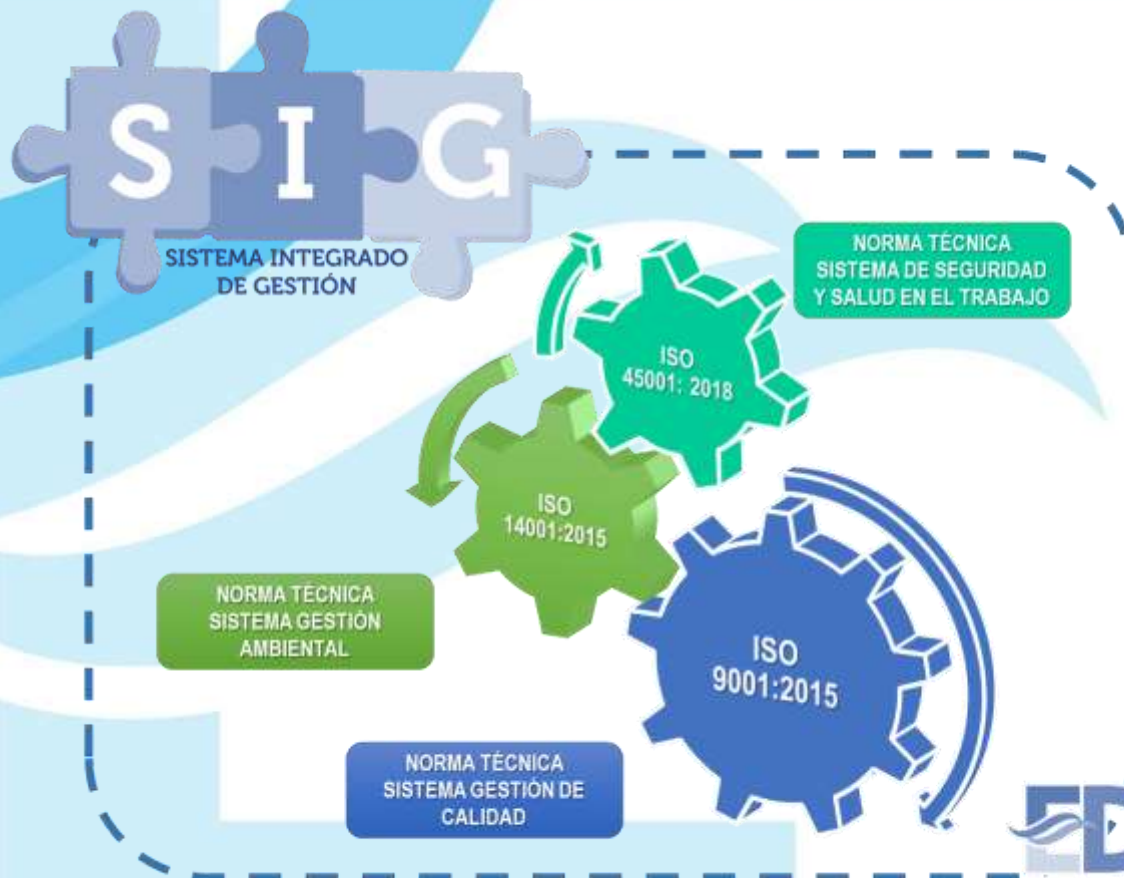 SIG
SISTEMA INTEGRADO
DE GESTIÓN
NORMA TÉCNICA
SISTEMA DE SEGURIDAD
Y SALUD EN EL TRABAJO
ISO
45001: 2018
ISO
14001:2015
NORMA TÉCNICA
SISTEMA GESTIÓN
AMBIENTAL
ISO
9001:2015
NORMA TÉCNICA
SISTEMA GESTIÓN DE
CALIDAD